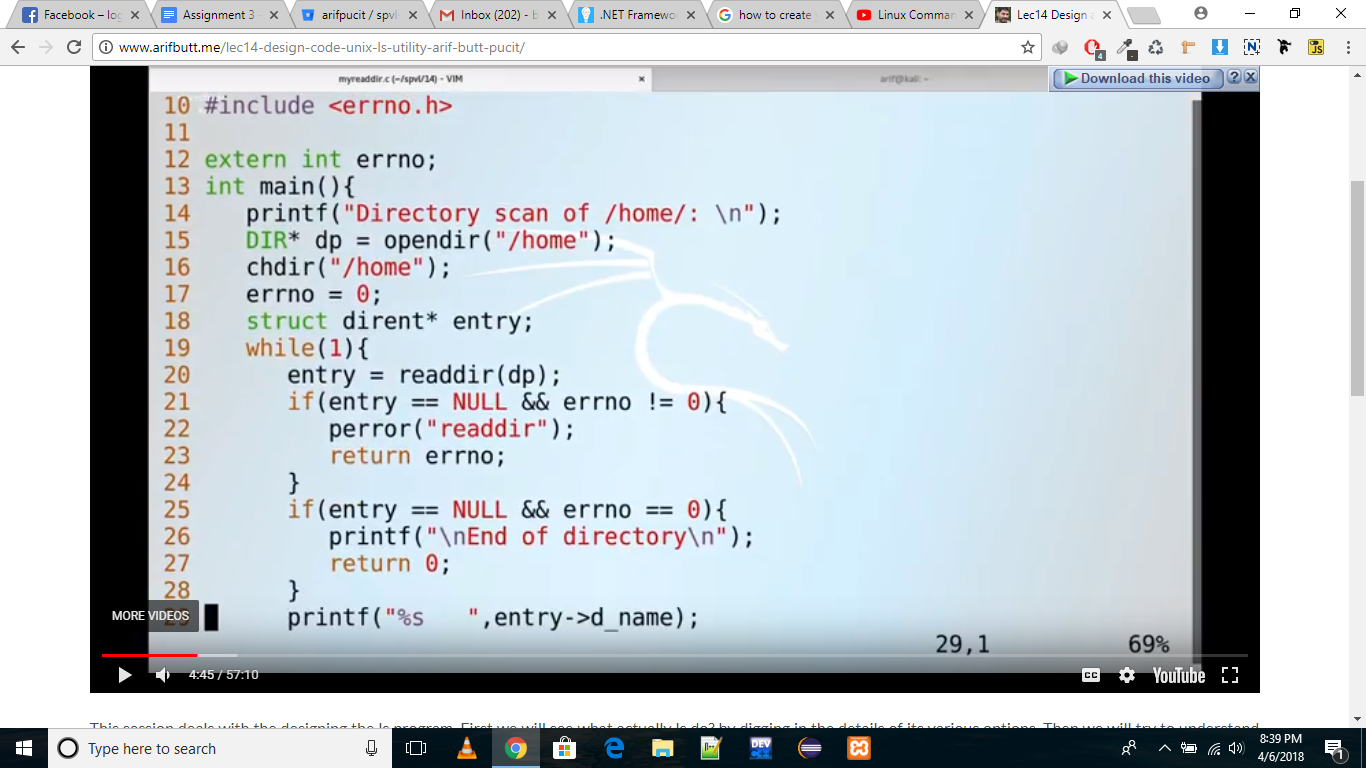 Facebook – log
Assignment 3 -
arifpucit / spvl
Inbox (202) - b
.NET Framewo
how to create
Linux Comman
Lec14 Design a
www.arifbutt.me/lec14-design-code-unix-ls-utility-arif-butt-pucit/
4
JS
myreaddir.c (~/spvl/14) - VIM
arif@kali: ~
Download this video
10 #include <errno.h>
11
12 extern int errno;
13 int main(){
14 printf("Directory scan of /home/: \n");
15 DIR* dp = opendir("/home");
16 chdir("/home");
17 errno = 0;
18 struct dirent* entry;
19 while(1){
20 entry = readdir(dp);
21 if(entry == NULL && errno != 0){
22 perror("readdir");
23 return errno;
24 }
25 if(entry == NULL && errno == 0){
26 printf("\nEnd of directory\n");
27 return 0;
28 }
29 printf("%s   ",entry->d_name);
MORE VIDEOS
29,1 69%
4:45 / 57:10
CC
YouTube
This session deals with the designing the ls program. First we will see what actually ls do? by digging in the details of its various options. Then we will try to understand
Type here to search
DEV
8:39 PM
4/6/2018
1